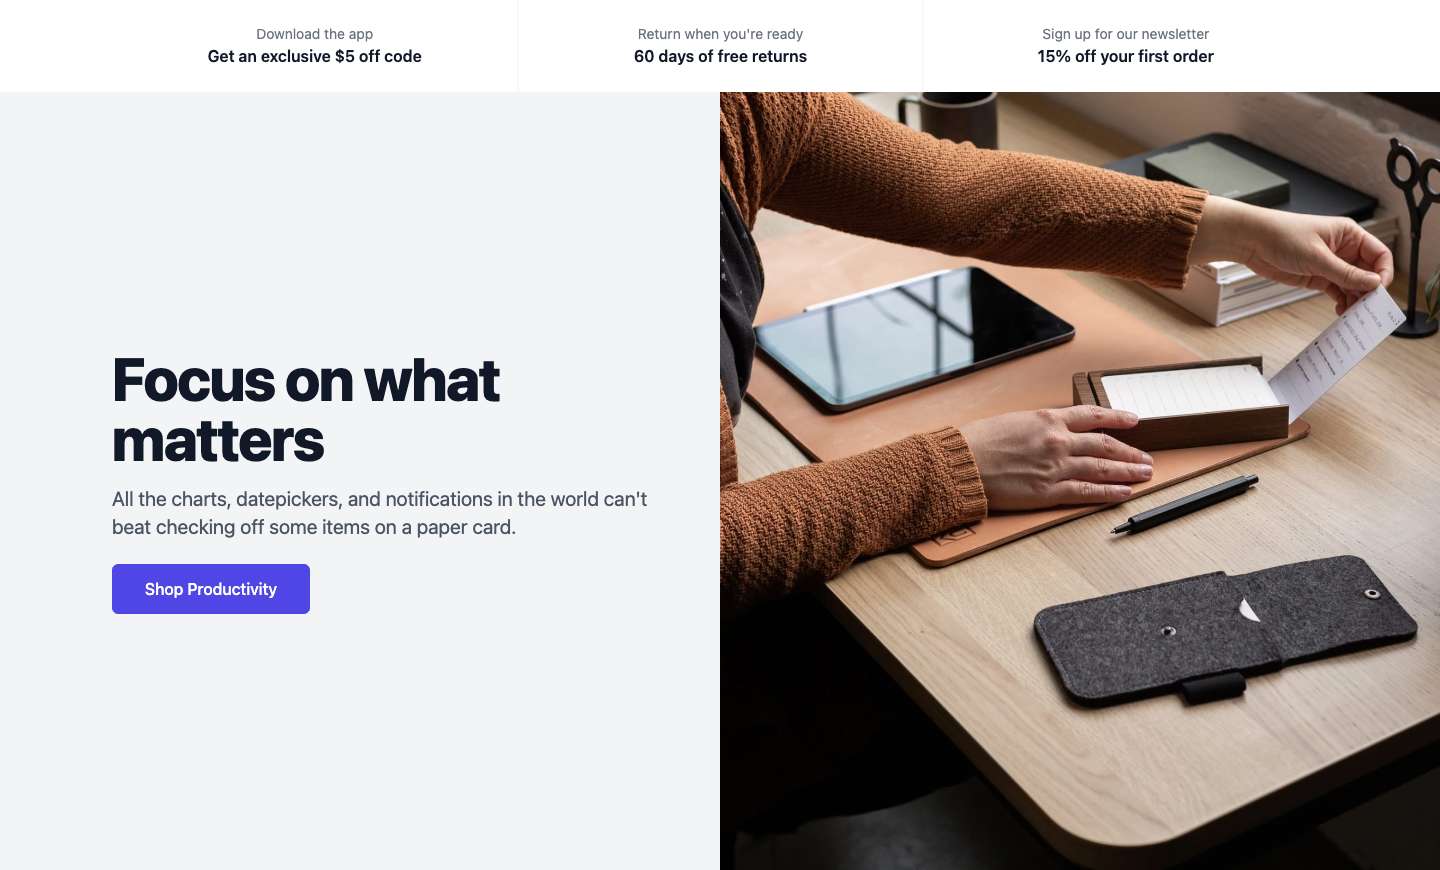 Download the app
Get an exclusive $5 off code
Return when you're ready
60 days of free returns
Sign up for our newsletter
15% off your first order
Focus on what
matters
All the charts, datepickers, and notifications in the world can't
beat checking off some items on a paper card.
Shop Productivity